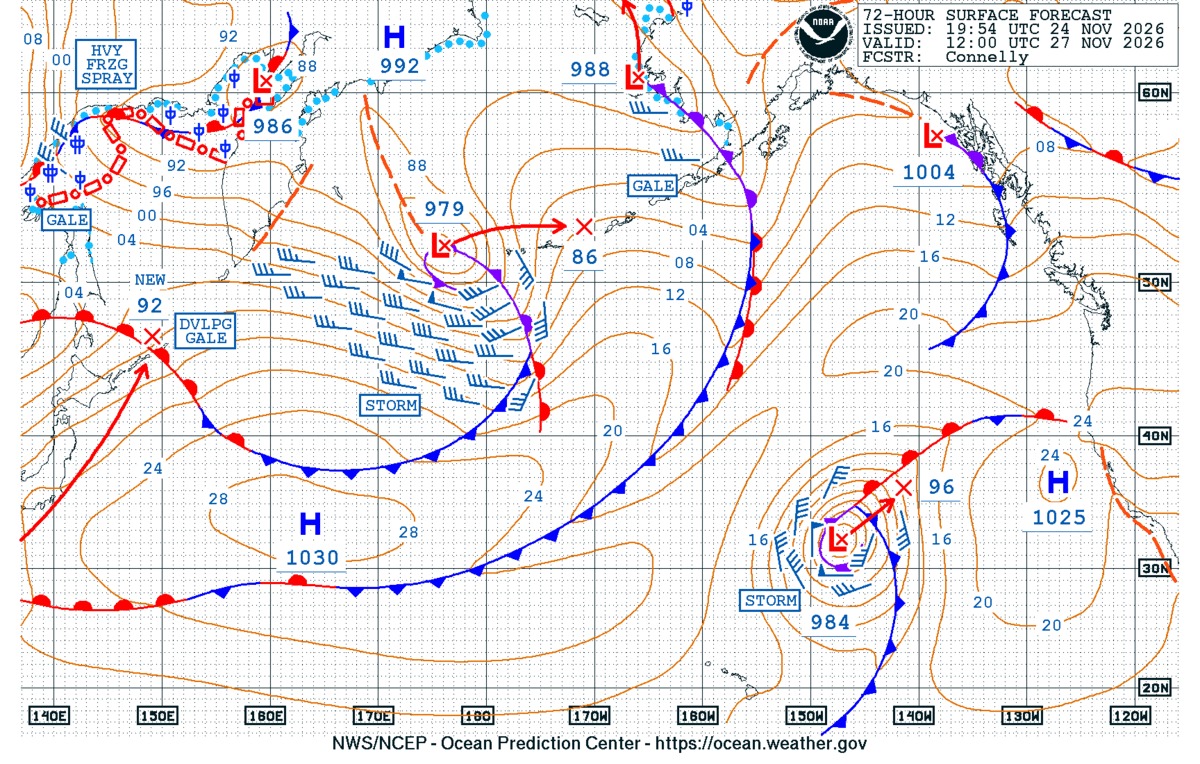 72-HOUR SURFACE FORECAST
ISSUED: 19:54 UTC 24 NOV 2026
VALID: 12:00 UTC 27 NOV 2026
FCSTR: Connelly
NOAA
08
92
H
992
988
L
00
HVY
FRZG
SPRAY
L
88
60N
986
L
08
92
88
GALE
1004
96
979
00
12
GALE
04
04
L
86
16
08
NEW
50N
04
92
12
20
DVLPG
GALE
16
20
STORM
16
24
20
40N
24
24
28
24
96
H
H
1025
28
1030
16
L
16
30N
STORM
20
984
20
20N
140E
150E
160E
170E
180
170W
160W
150W
140W
130W
120W
NWS/NCEP - Ocean Prediction Center - https://ocean.weather.gov